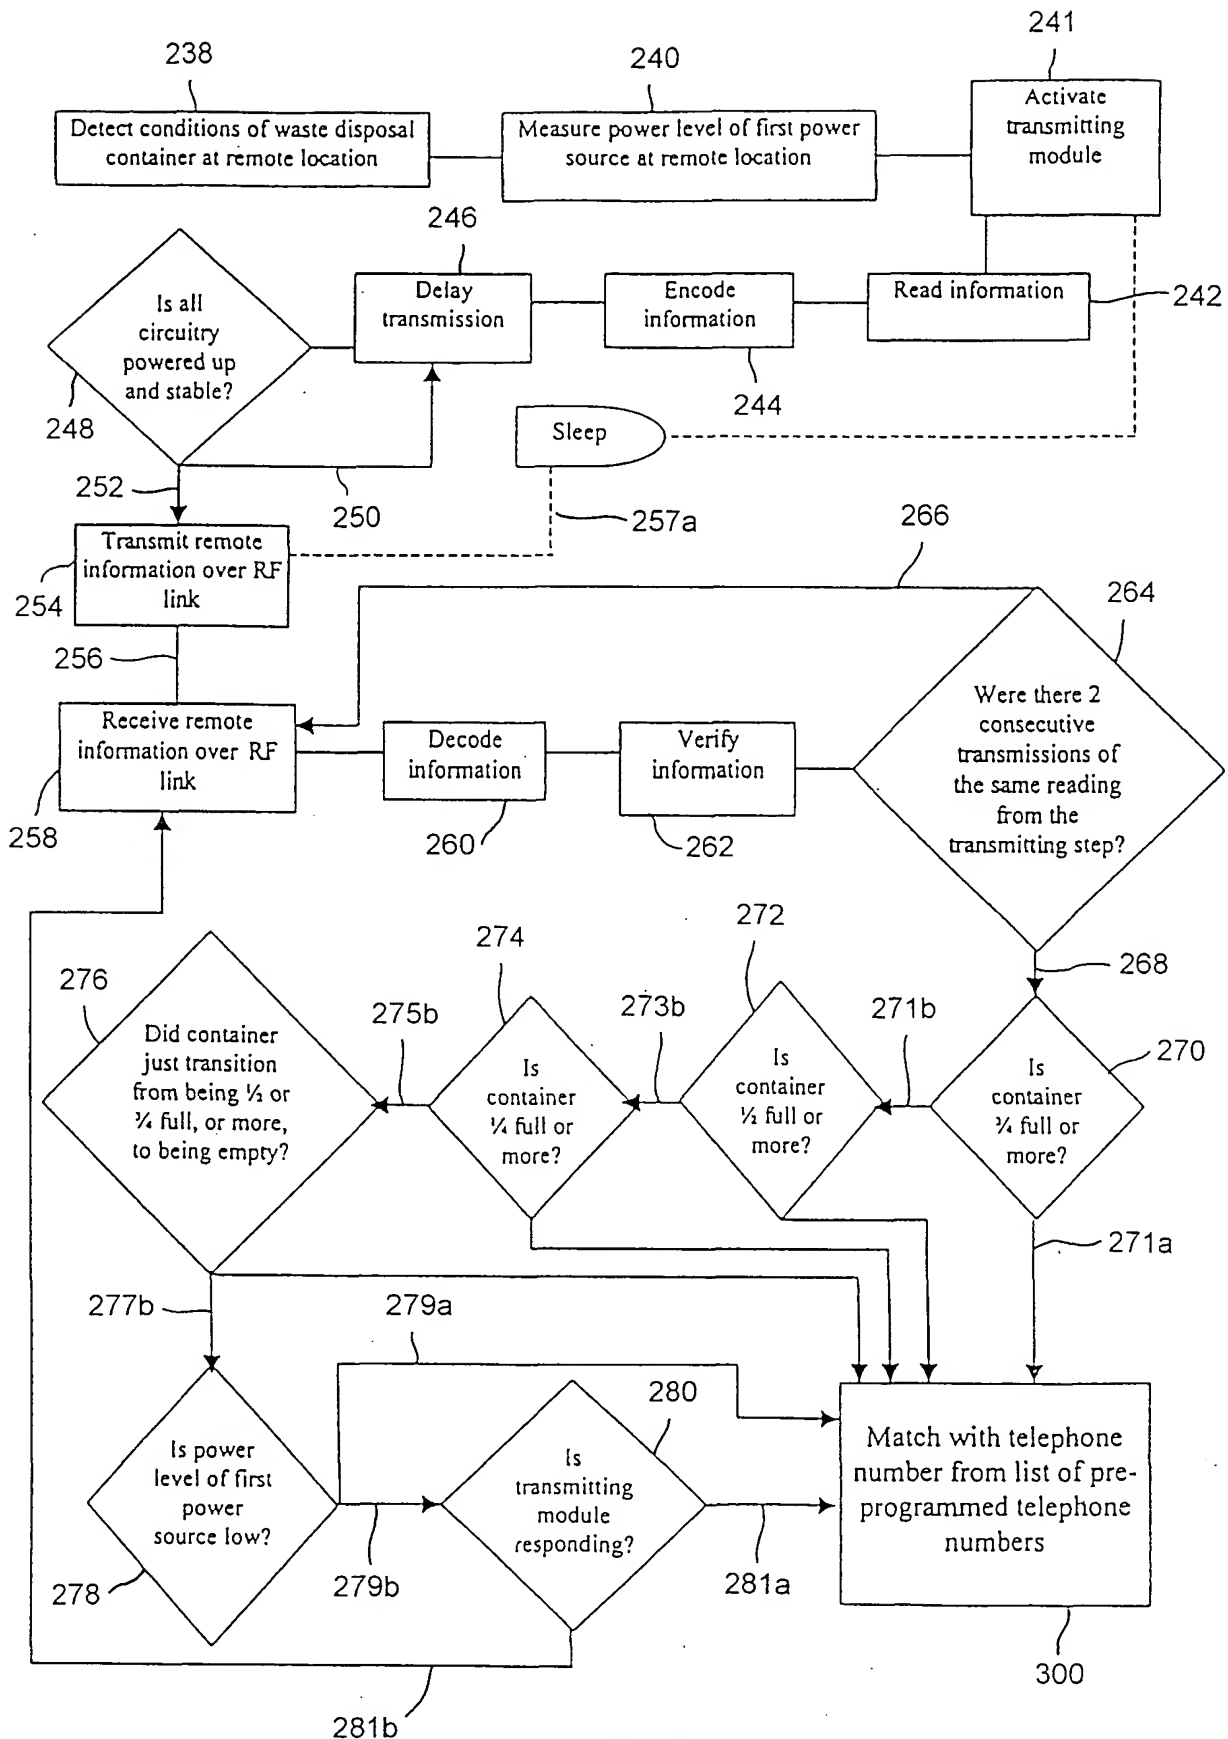 241
238
240
Detect conditions of waste disposal
container at remote location
Measure power level of first power
source at remote location
Activate
transmitting
module
246
Is all
circuitry
powered up
and stable?
Delay
transmission
Encode
information
Read information
242
248
244
Sleep
252
250
257a
266
Transmit remote
information over RF
link
254
264
256
Receive remote
information over RF
link
Decode
information
Verify
information
Were there 2
consecutive
transmissions of
the same reading
from the
transmitting step?
258
260
262
272
274
268
276
275b
273b
271b
270
Did container
just transition
from being ½ or
¾ full, or more,
to being empty?
Is
container
¼ full or
more?
Is
container
½ full or
more?
Is
container
¾ full or
more?
271a
277b
279a
280
Is power
level of first
power
source low?
Is
transmitting
module
responding?
Match with telephone
number from list of pre-
programmed telephone
numbers
278
279b
281a
300
281b